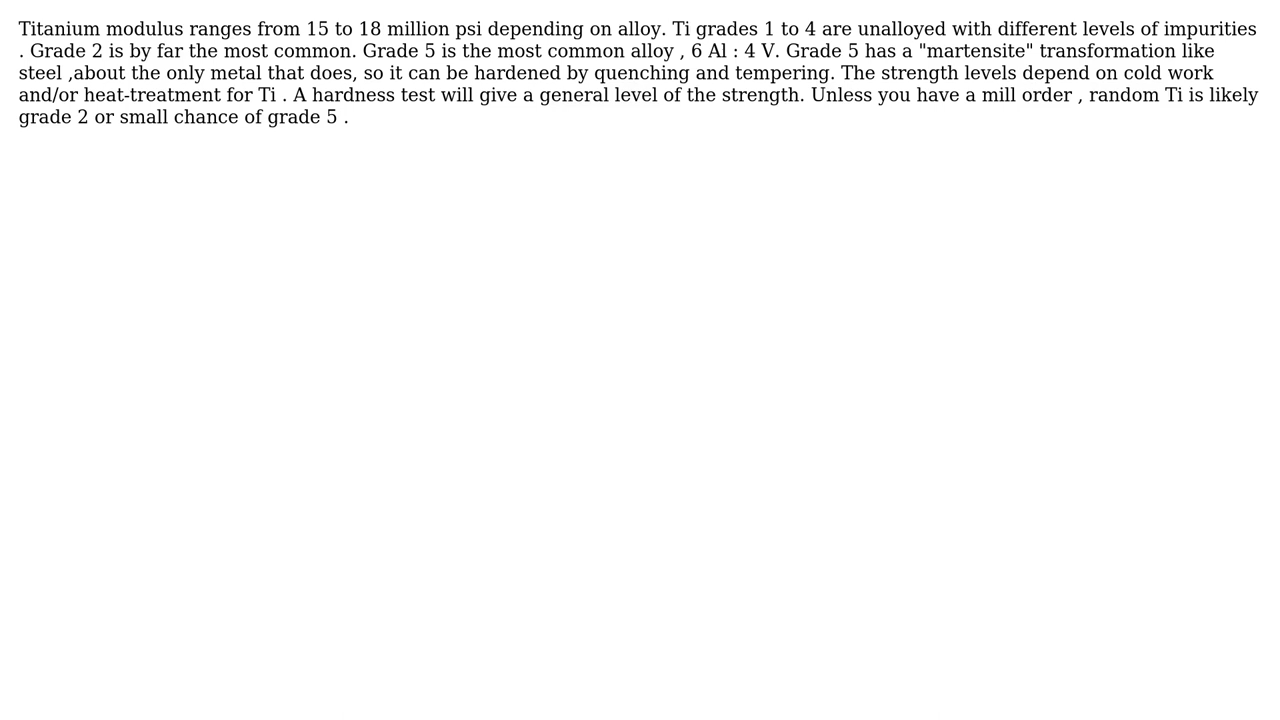 Titanium modulus ranges from 15 to 18 million psi depending on alloy. Ti grades 1 to 4 are unalloyed with different levels of impurities
. Grade 2 is by far the most common. Grade 5 is the most common alloy , 6 Al : 4 V. Grade 5 has a "martensite" transformation like
steel ,about the only metal that does, so it can be hardened by quenching and tempering. The strength levels depend on cold work
and/or heat-treatment for Ti . A hardness test will give a general level of the strength. Unless you have a mill order , random Ti is likely
grade 2 or small chance of grade 5 .